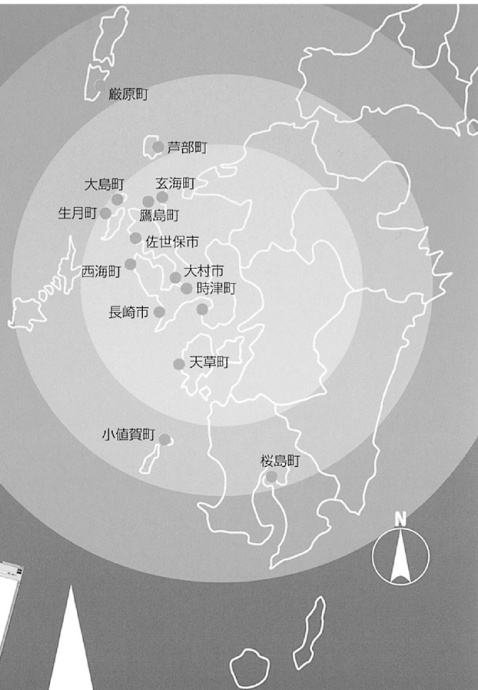 厳原町
芦部町
大島町
玄海町
生月町
鷹島町
佐世保市
西海町
大村市
時津町
長崎市
天草町
小値賀町
桜島町
N